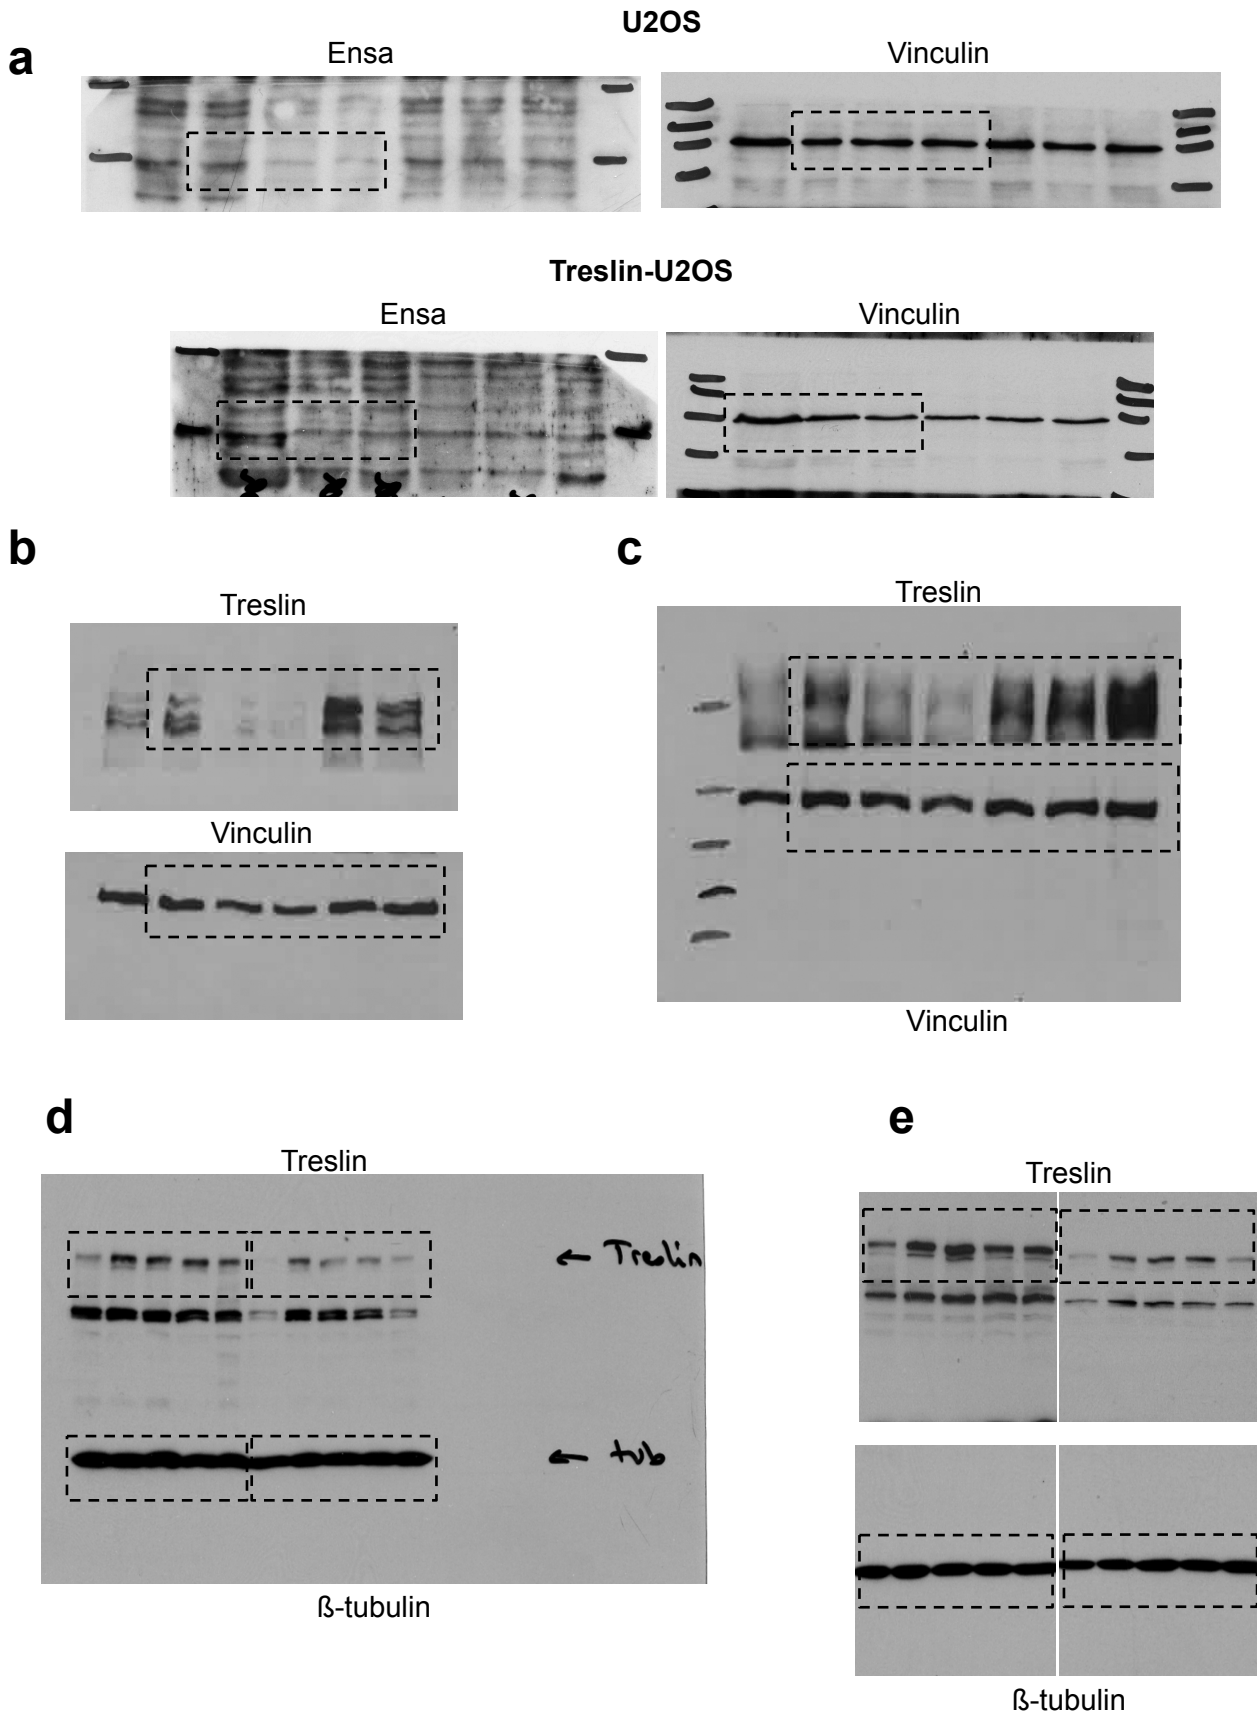 U2OS
a
Ensa
Vinculin
Treslin-U2OS
Ensa
Vinculin
b
c
Treslin
Treslin
Vinculin
Vinculin
d
e
Treslin
Treslin
← Treslin
← tub
ß-tubulin
ß-tubulin